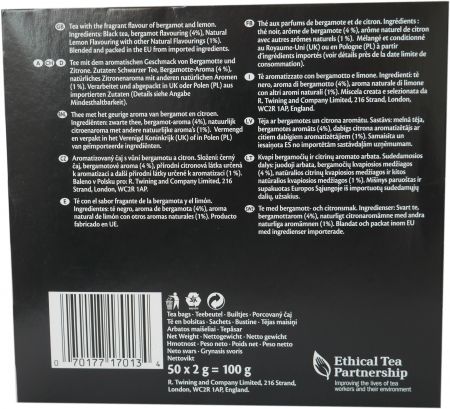 GB Tea with the fragrant flavour of bergamot and lemon.
Ingredients: Black tea, bergamot flavouring (4%), Natural
Lemon Flavouring with other Natural Flavourings (1%).
Blended and packed in the EU from imported ingredients.
A CH D Tee mit dem aromatischen Geschmack von Bergamotte und
Zitrone. Zutaten: Schwarzer Tee, Bergamotte-Aroma (4 %),
natürliches Zitronenaroma mit anderen natürlichen Aromen
(1 %). Verarbeitet und abgepackt in UK oder in Polen (PL) aus
importierten Zutaten (Details siehe Angabe
Mindesthaltbarkeit).
Thee met het geurige aroma van bergamot en citroen.
Ingrediënten: zwarte thee, bergamot-aroma (4%), natuurlijk
citroenaroma met andere natuurlijke aroma's (1%). Vermengd
en verpakt in het Verenigd Koninkrijk (UK) of in Polen (PL) van
geïmporteerde ingrediënten.
CZ Aromatizovaný čaj s vůní bergamotu a citron. Složení: černý
čaj, bergamotové aroma (4 %), přírodní citronová látka určená
k aromatizaci a další přírodní látky určené k aromatizaci (1 %).
Baleno v Polsku pro R. Twining and Company Limited, 216
Strand, London, WC2R 1AP.
E Té con el sabor fragante de la bergamota y el limón.
Ingredientes: té negro, aroma de bergamota (4%), aroma
natural de limón con otros aromas naturales (1%). Producto
fabricado en UE.
Thé aux parfums de bergamote et de citron. Ingrédients :
thé noir, arôme de bergamote (4 %), arôme naturel de citron
avec autres arômes naturels (1 %). Mélangé et conditionné
au Royaume-Uni (UK) ou en Pologne (PL) à partir
d'ingrédients importés (voir détails près de la date limite de
consommation).
I Tè aromatizzato con bergamotto e limone. Ingredienti: tè
nero, aroma di bergamotto (4 %), aroma naturale di limone
con altri aromi naturali (1 %). Miscela creata e selezionata da
R. Twining and Company Limited, 216 Strand, London,
WC2R 1AP, England.
LV Tēja ar bergamotes un citronu aromātu. Sastāvs: melnā tēja,
bergamotes aromāts (4%), dabīgs citrona aromatizētājs ar
citiem dabīgiem aromatizētājiem (1%). Samaisīta un
iesaiņota ES no importētām sastāvdaļām uzņēmumam.
LT Kvapi bergamočių ir citrinų aromato arbata. Sudedamosios
dalys: juodoji arbata, bergamočių kvapiosios medžiagos (4
%), natūralios citrinų kvapiosios medžiagos ir kitos
natūralios kvapiosios medžiagos (1%). Mišinys paruoštas ir
supakuotas Europos Sąjungoje iš importuotų sudedamųjų
dalių, užsakius.
Te med bergamott- och citronsmak. Ingredienser: Svart te,
bergamottarom (4%), naturligt citronaromämne med andra
naturliga aromämnen (1%). Blandat och packat inom EU
med ingredienser importerade.
0 70177 17013 4
Tea bags · Teebeutel · Builtjes · Porcovaný čaj
Té en bolsitas · Sachets · Bustine · Tējas maisiņi
Arbatos maišeliai · Tepåsar
Net Weight · Nettogewicht · Netto gewicht
Hmotnost · Peso neto · Poids net · Peso netto
Neto svars · Grynasis svoris
Nettovikt
50 x 2 g = 100 g
R. Twining and Company Limited, 216 Strand,
London, WC2R 1AP, England.
Ethical Tea
Partnership
Improving the lives of tea
workers and their environment